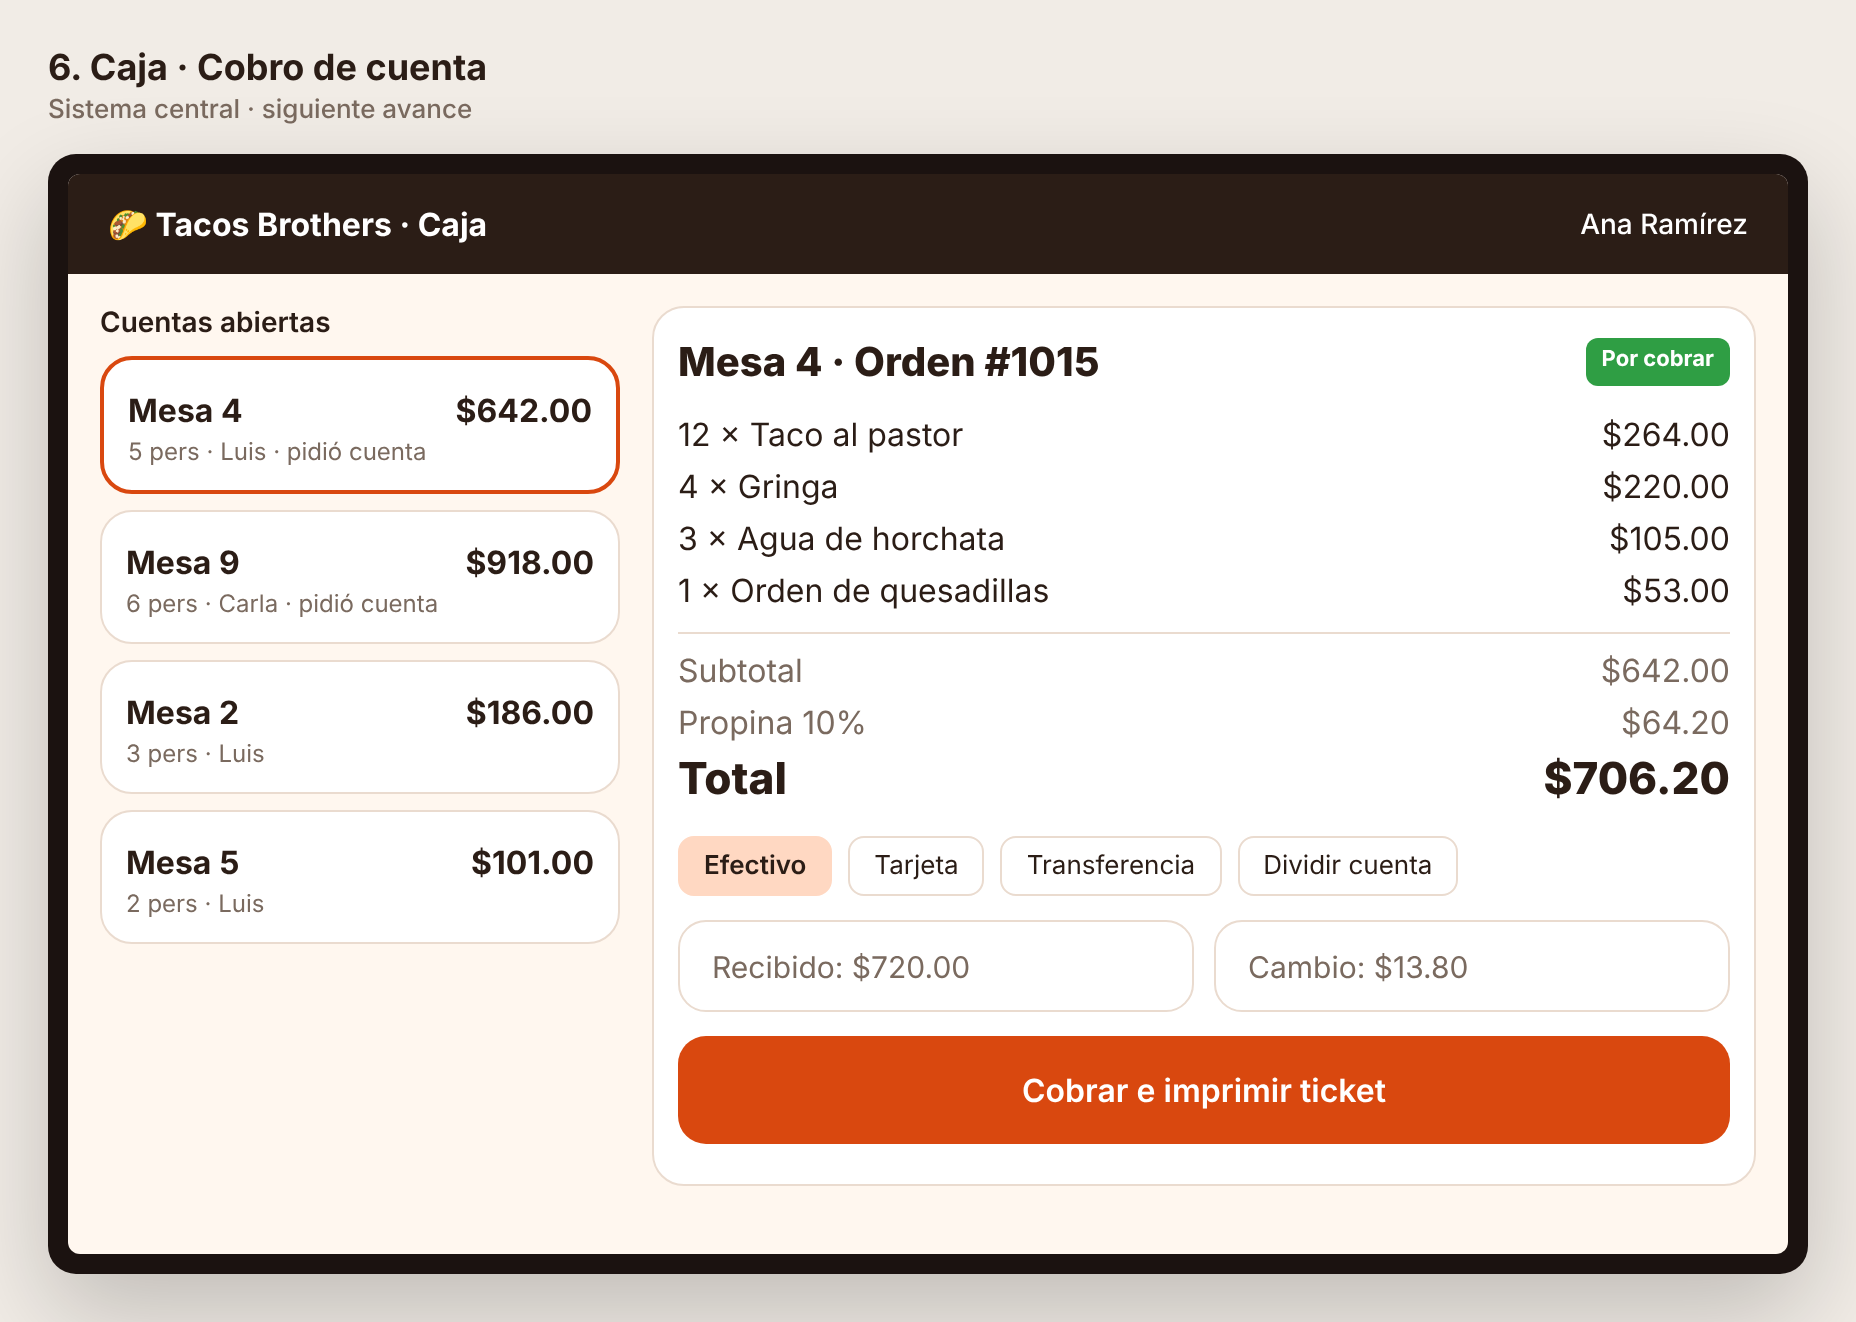 6. Caja · Cobro de cuenta
Sistema central · siguiente avance
🌮 Tacos Brothers · Caja
Ana Ramírez
Cuentas abiertas
Mesa 4 $642.00
5 pers · Luis · pidió cuenta
Mesa 9 $918.00
6 pers · Carla · pidió cuenta
Mesa 2 $186.00
3 pers · Luis
Mesa 5 $101.00
2 pers · Luis
Mesa 4 · Orden #1015 Por cobrar
12 × Taco al pastor $264.00
4 × Gringa $220.00
3 × Agua de horchata $105.00
1 × Orden de quesadillas $53.00
Subtotal $642.00
Propina 10% $64.20
Total $706.20
Efectivo Tarjeta Transferencia Dividir cuenta
Recibido: $720.00 Cambio: $13.80
Cobrar e imprimir ticket